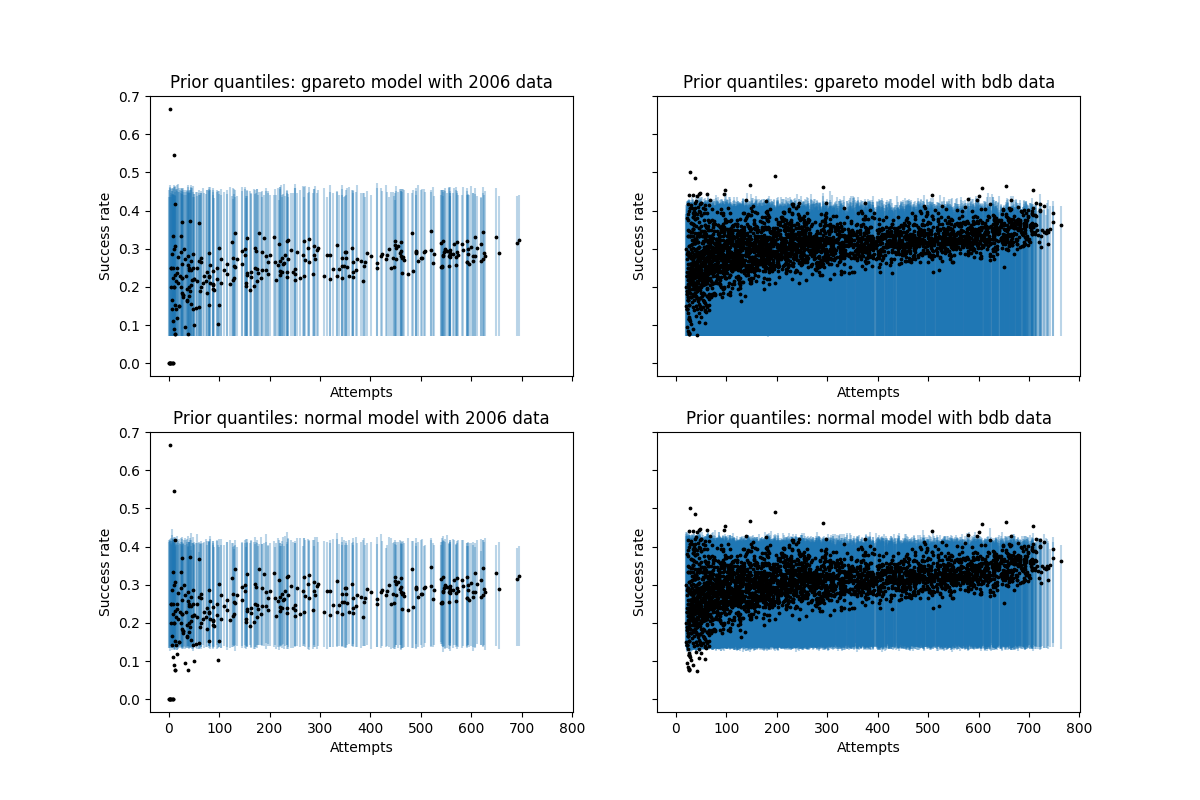 Prior quantiles: gpareto model with 2006 data
0.7
0.6
0.5
0.4
0.3
0.2
0.1
0.0
Success rate
Attempts
Prior quantiles: gpareto model with bdb data
Success rate
Attempts
Prior quantiles: normal model with 2006 data
0.7
0.6
0.5
0.4
0.3
0.2
0.1
0.0
Success rate
0 100 200 300 400 500 600 700 800
Attempts
Prior quantiles: normal model with bdb data
Success rate
0 100 200 300 400 500 600 700 800
Attempts